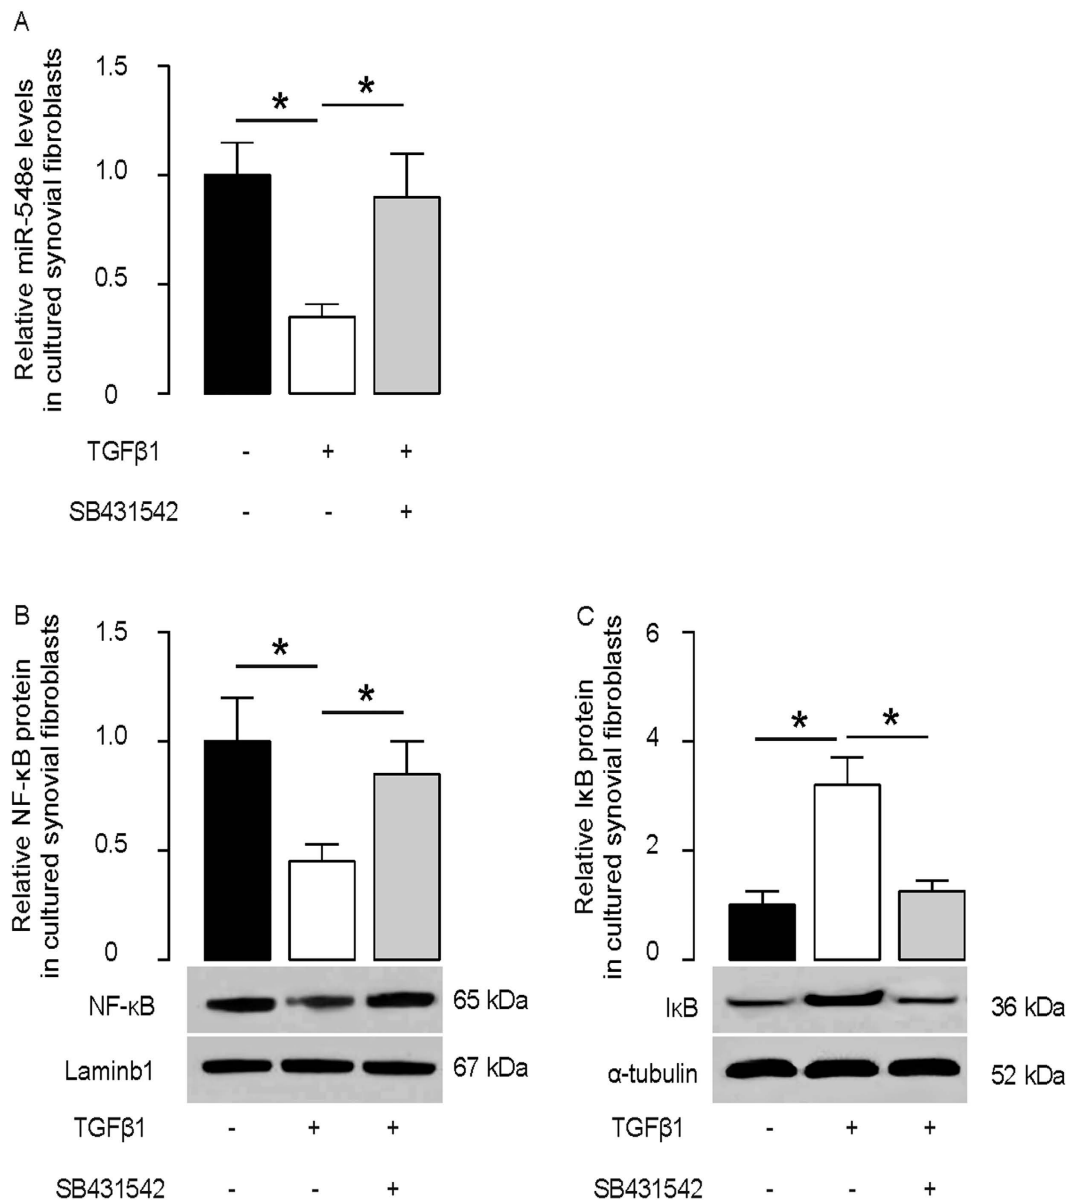 A
Relative miR-548e levels
in cultured synovial fibroblasts
1.5
1.0
0.5
0
*
*
TGFβ1 - + +
SB431542 - - +
B
Relative NF-κB protein
in cultured synovial fibroblasts
1.5
1.0
0.5
0
*
*
NF-κB 65 kDa
Laminb1 67 kDa
TGFβ1 - + +
SB431542 - - +
C
Relative IκB protein
in cultured synovial fibroblasts
6
4
2
0
*
*
IκB 36 kDa
α-tubulin 52 kDa
TGFβ1 - + +
SB431542 - - +